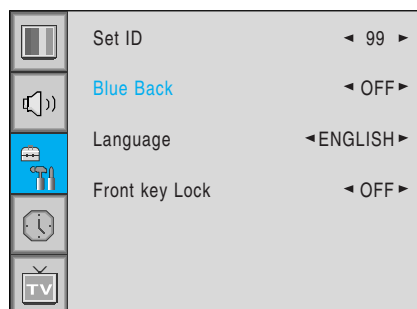 Set ID ◄ 99 ►
Blue Back ◄ OFF ►
Language ◄ ENGLISH ►
Front key Lock ◄ OFF ►
TV